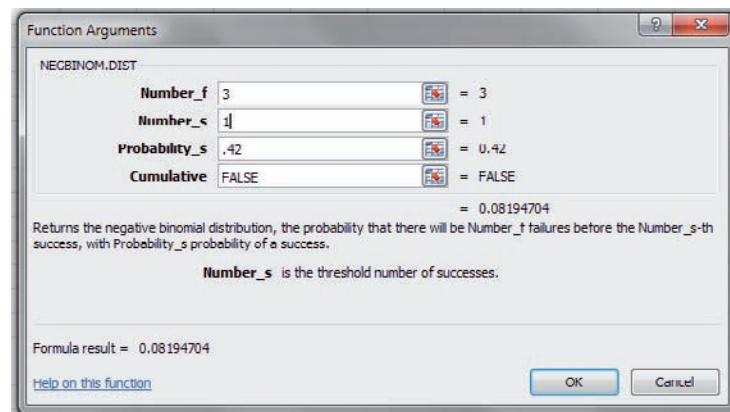 Function Arguments
NEGBINOM.DIST
Number_f 3 = 3
Number_s 1 = 1
Probability_s .42 = 0.42
Cumulative FALSE = FALSE
= 0.08194704
Returns the negative binomial distribution, the probability that there will be Number_f failures before the Number_s-th
success, with Probability_s probability of a success.
Number_s is the threshold number of successes.
Formula result = 0.08194704
Help on this function
OK Cancel